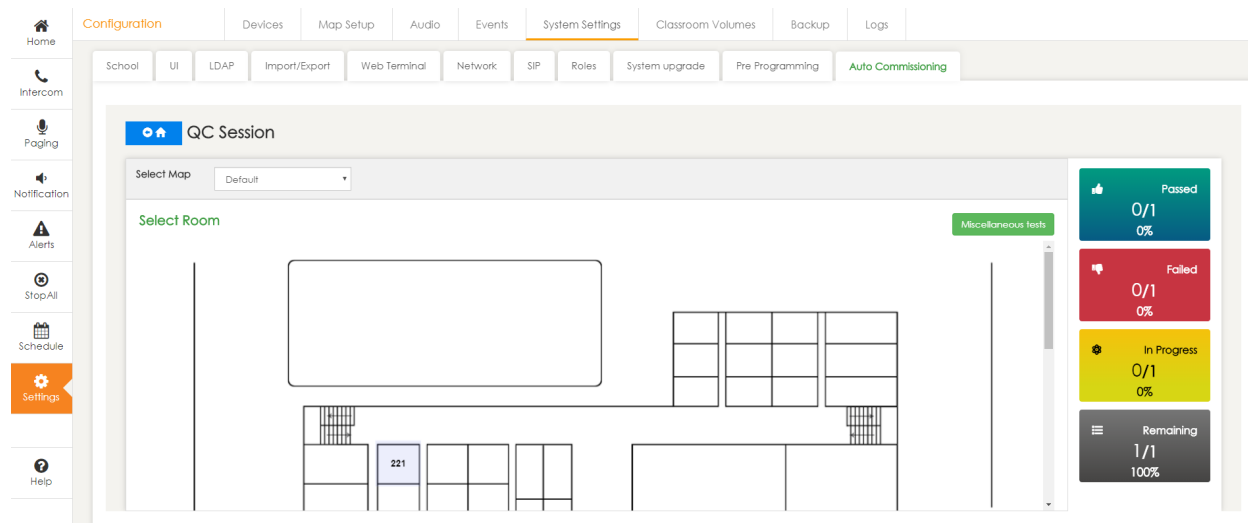 Home
Intercom
Paging
Notification
Alerts
StopAll
Schedule
Settings
Help
Configuration
Devices
Map Setup
Audio
Events
System Settings
Classroom Volumes
Backup
Logs
School
UI
LDAP
Import/Export
Web Terminal
Network
SIP
Roles
System upgrade
Pre Programming
Auto Commissioning
QC Session
Select Map
Default
Select Room
Miscellaneous tests
221
Passed
0/1
0%
Failed
0/1
0%
In Progress
0/1
0%
Remaining
1/1
100%